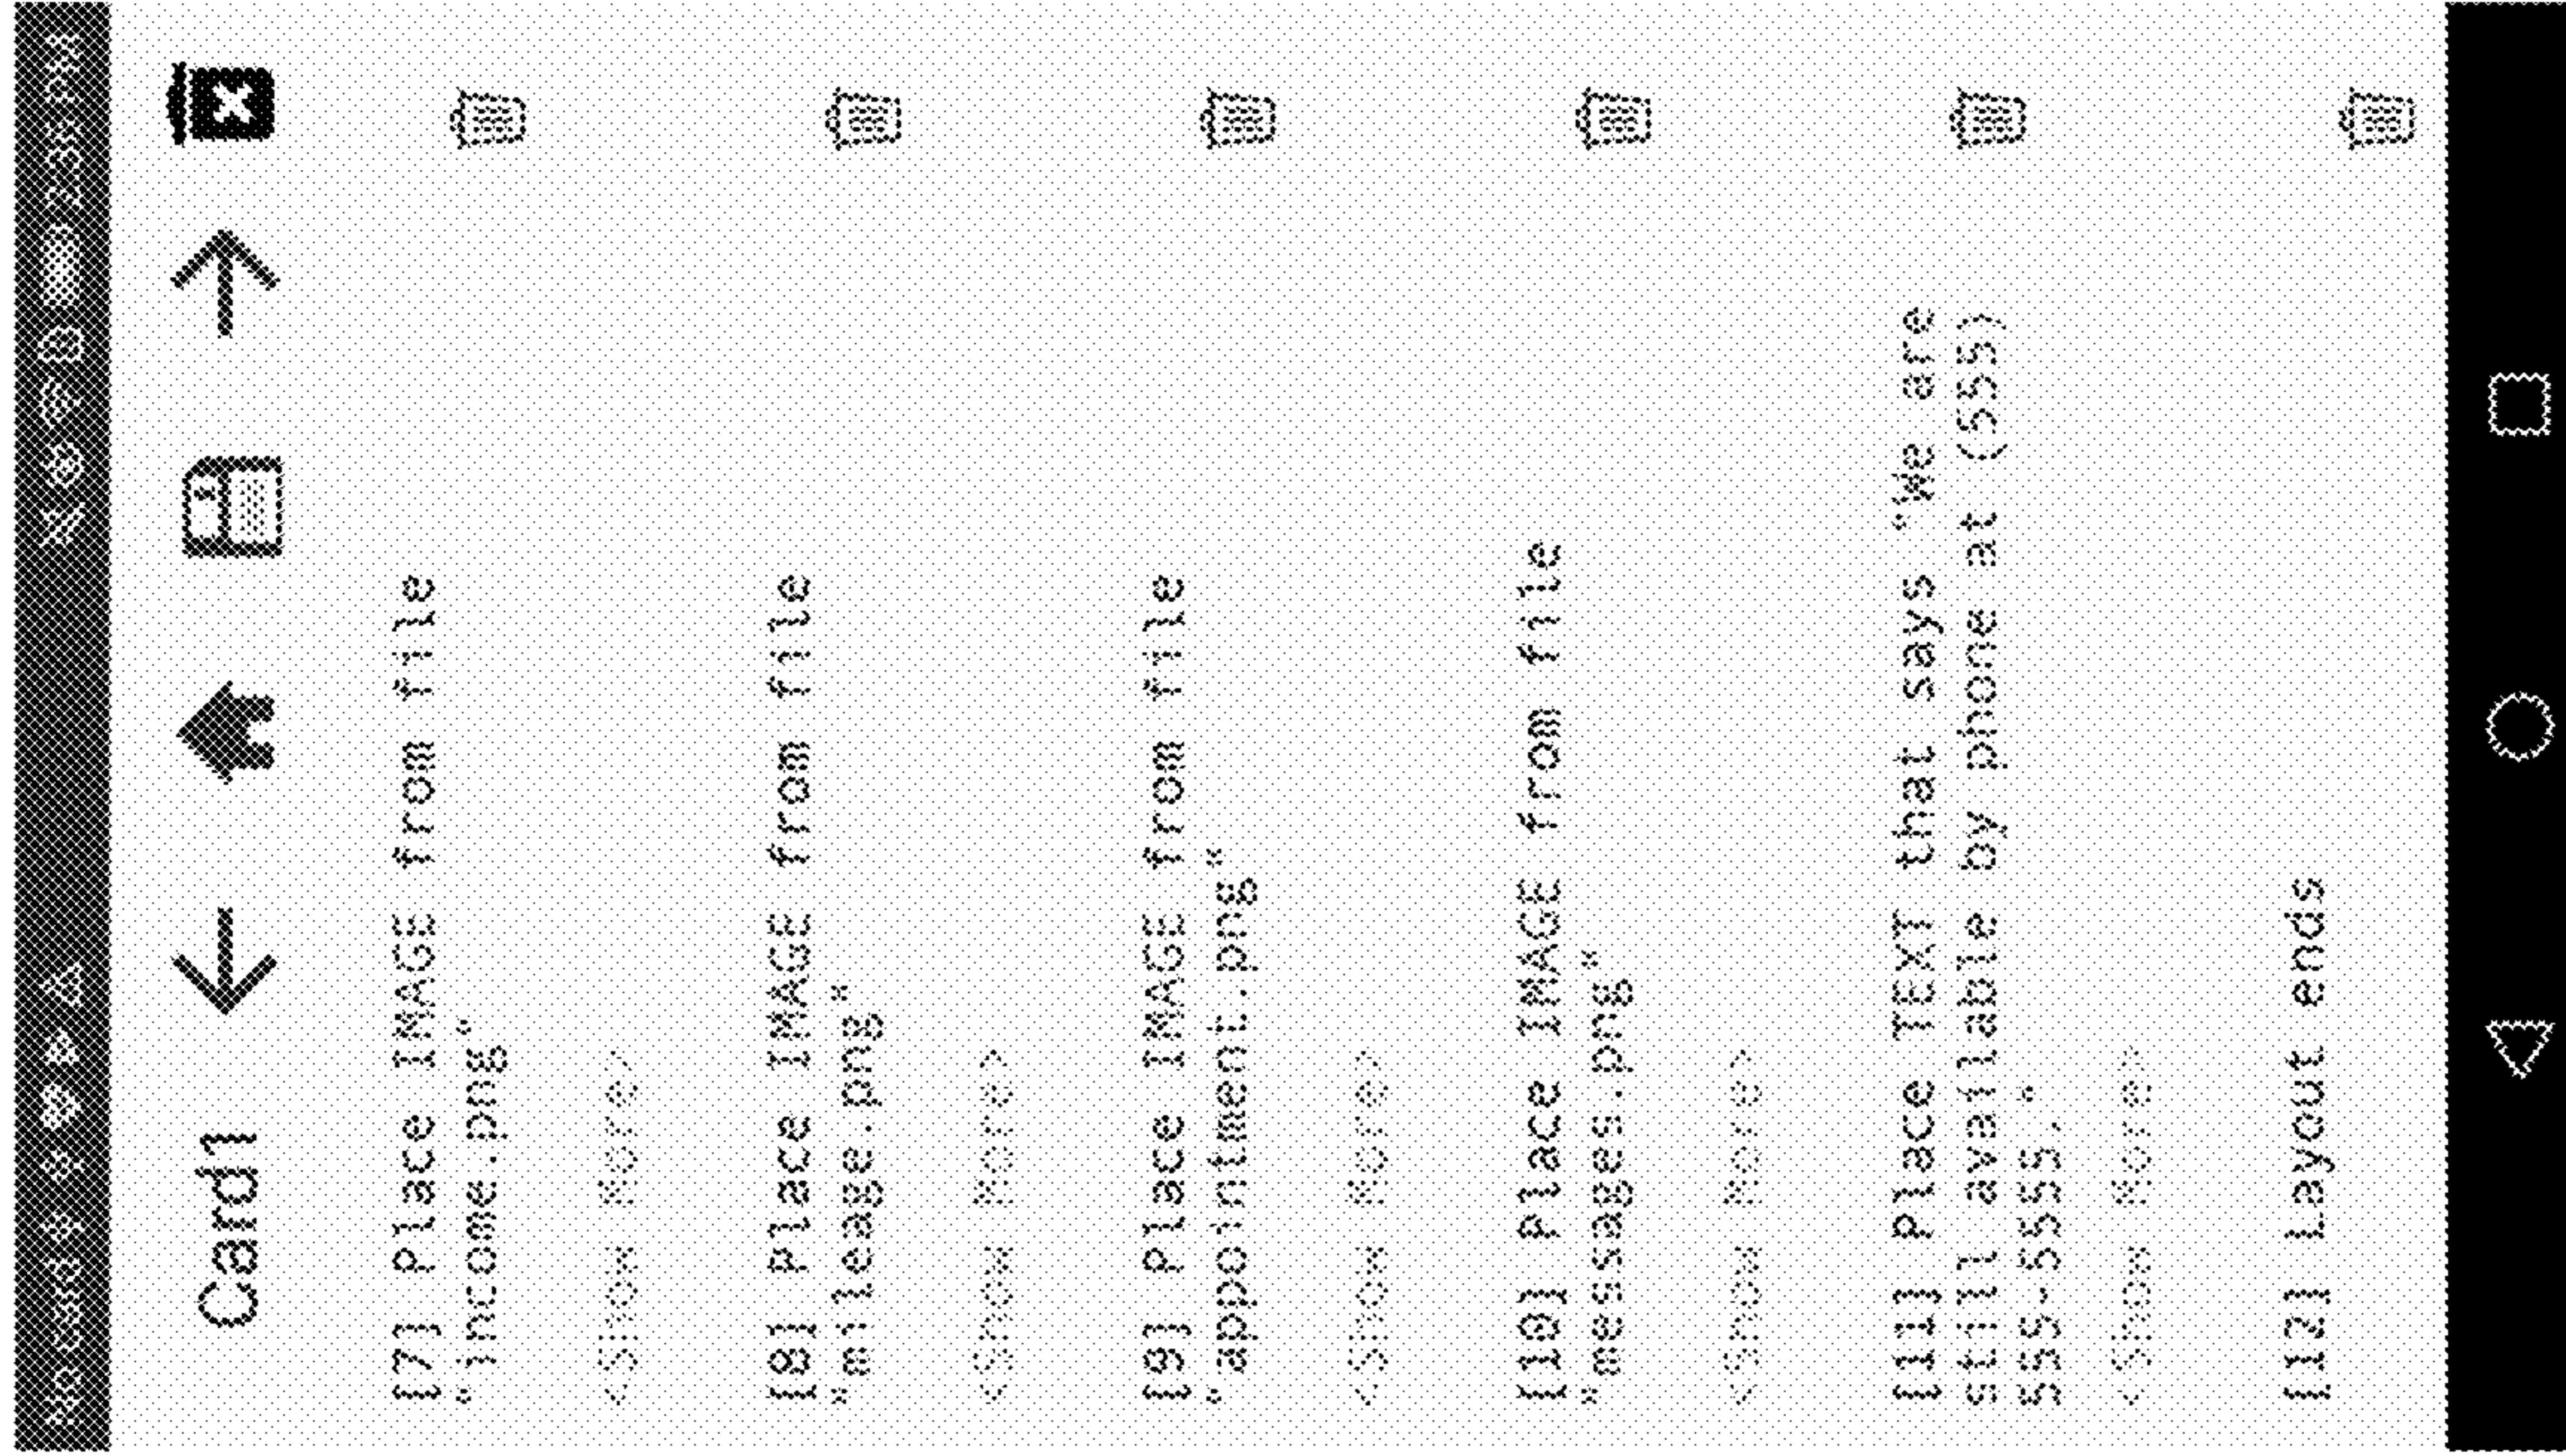 No card
Card1
[7] Place IMAGE from file
"income.png"
<Show More>
[8] Place IMAGE from file
"mileage.png"
<Show More>
[9] Place IMAGE from file
"appointment.png"
<Show More>
[10] Place IMAGE from file
"messages.png"
<Show More>
[11] Place TEXT that says "We are
still available by phone at (555)
555-5555."
<Show More>
[12] Layout ends